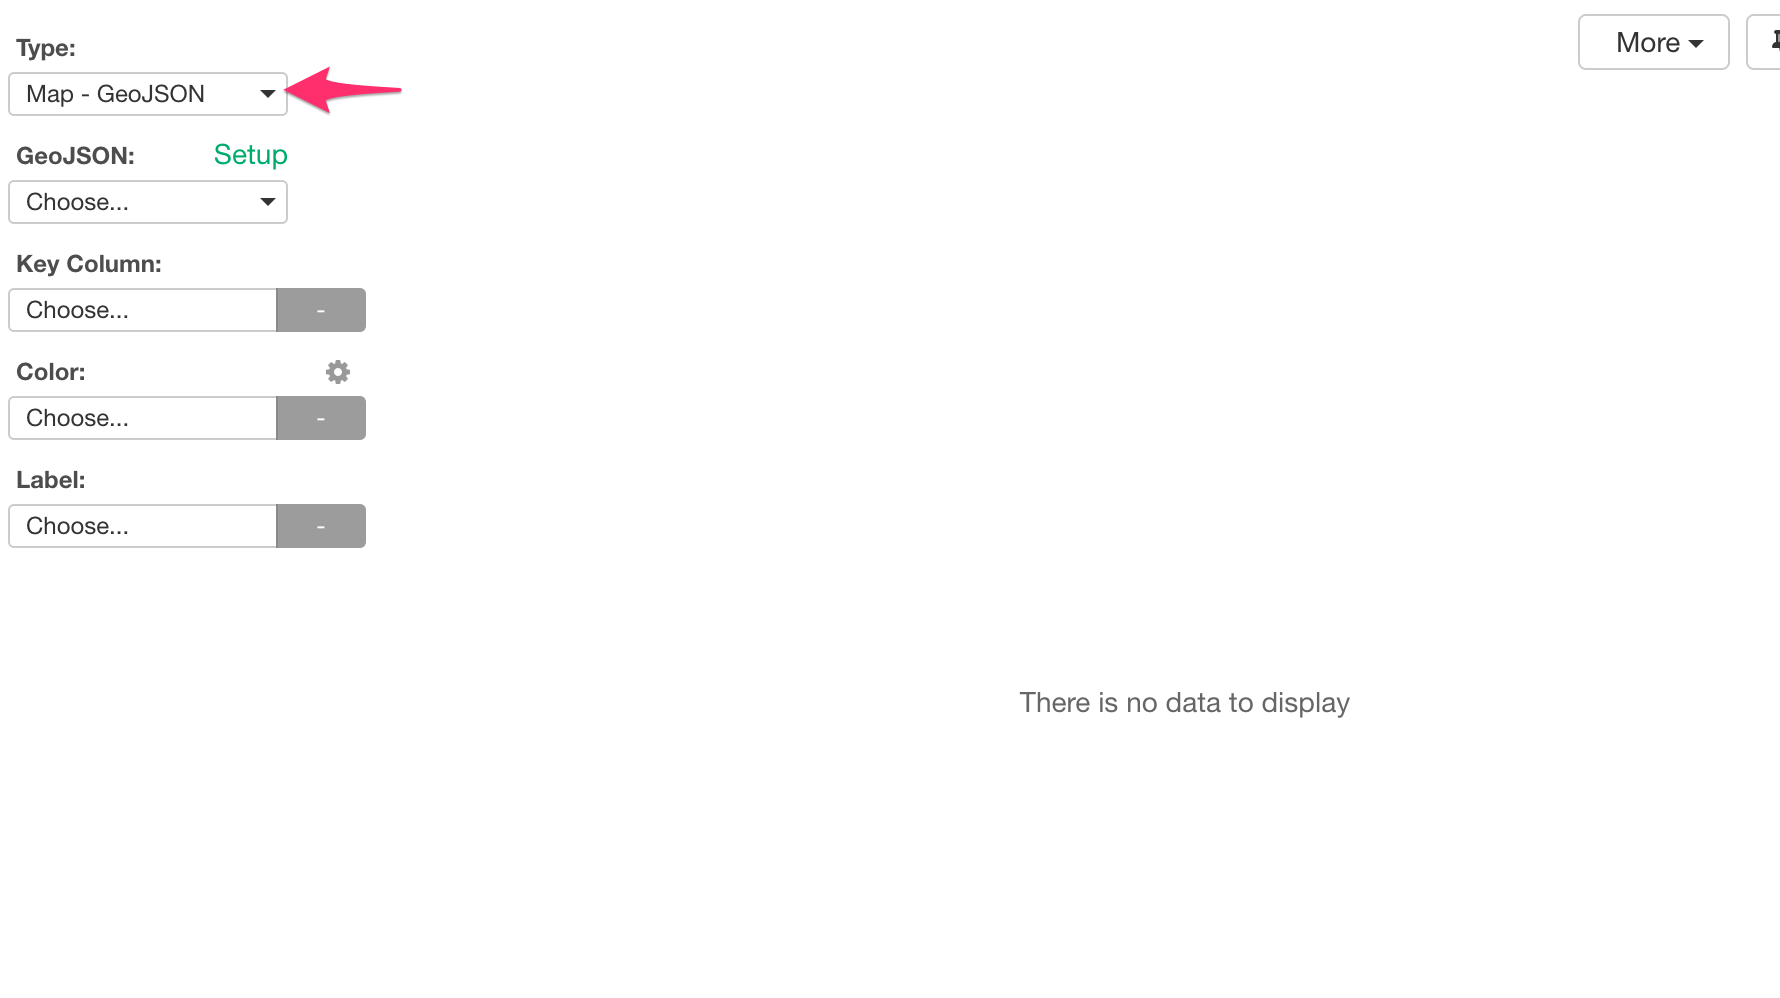 Type:
More
Map - GeoJSON
GeoJSON:
Setup
Choose...
Key Column:
Choose...
-
Color:
Choose...
-
Label:
Choose...
-
There is no data to display